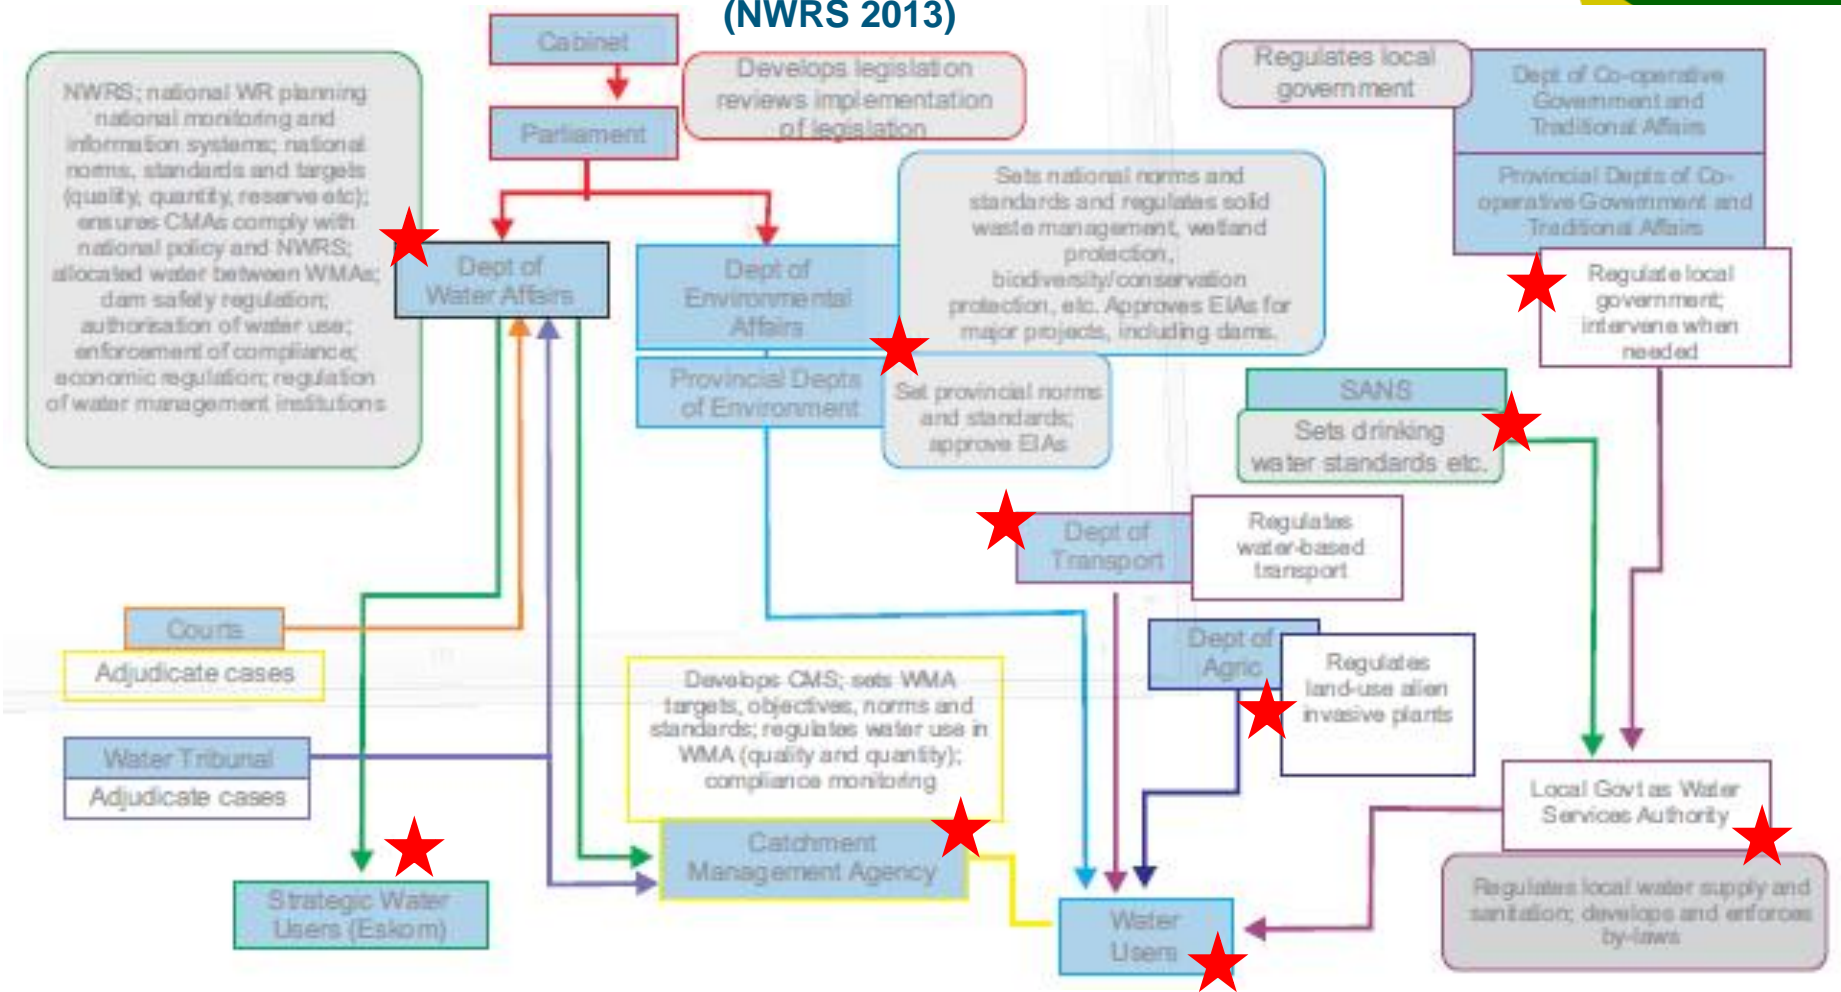 (NWRS 2013)
Cabinet
Parliament
Develops legislation
reviews implementation
of legislation
NWRS; national WR planning
national monitoring and
information systems; national
norms, standards and targets
(quality, quantity, reserve etc);
ensures CMAs comply with
national policy and NWRS;
allocated water between WMAs;
dam safety regulation;
authorisation of water use;
enforcement of compliance;
economic regulation; regulation
of water management institutions
Dept of
Water Affairs
Dept of
Environmental
Affairs
Sets national norms and
standards and regulates solid
waste management, wetland
protection,
biodiversity/conservation
protection, etc. Approves EIAs for
major projects, including dams.
Provincial Depts
of Environment
Set provincial norms
and standards;
approve EIAs
Regulates local
government
Dept of Co-operative
Government and
Traditional Affairs
Provincial Depts of Co-
operative Government and
Traditional Affairs
Regulate local
government;
intervene when
needed
SANS
Sets drinking
water standards etc.
Dept of
Transport
Regulates
water-based
transport
Courts
Adjudicate cases
Dept of
Agric
Regulates
land-use alien
invasive plants
Water Tribunal
Adjudicate cases
Develops CMS; sets WMA
targets, objectives, norms and
standards; regulates water use in
WMA (quality and quantity);
compliance monitoring
Catchment
Management Agency
Strategic Water
Users (Eskom)
Water
Users
Local Govt as Water
Services Authority
Regulates local water supply and
sanitation; develops and enforces
by-laws